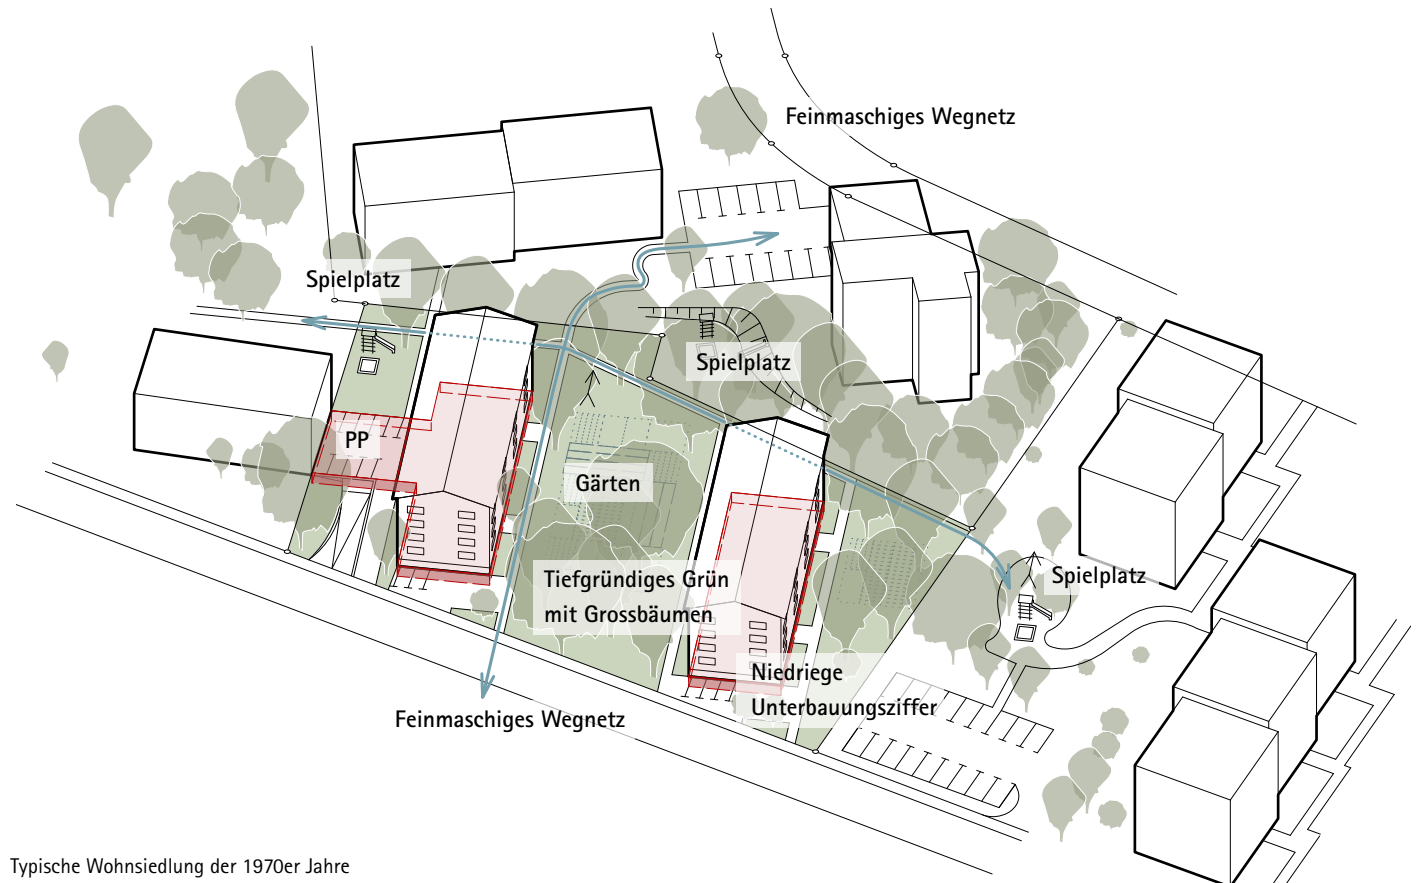 Feinmaschiges Wegnetz
Spielplatz
Spielplatz
PP
Gärten
Tiefgründiges Grün
mit Grossbäumen
Spielplatz
Niedriege
Unterbauungsziffer
Feinmaschiges Wegnetz
Typische Wohnsiedlung der 1970er Jahre